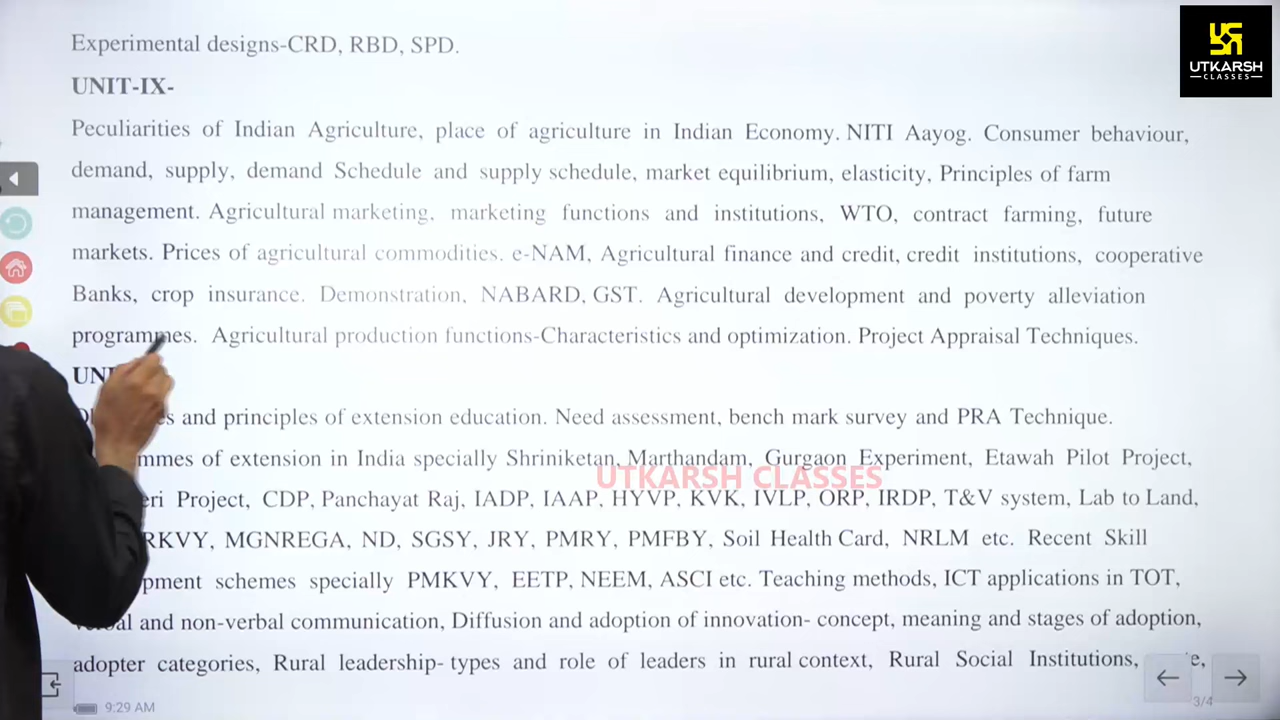 Experimental designs-CRD, RBD, SPD.
UTKARSH
CLASSES
UNIT-IX-
Peculiarities of Indian Agriculture, place of agriculture in Indian Economy. NITI Aayog. Consumer behaviour,
demand, supply, demand Schedule and supply schedule, market equilibrium, elasticity, Principles of farm
management. Agricultural marketing, marketing functions and institutions, WTO, contract farming, future
markets. Prices of agricultural commodities. e-NAM, Agricultural finance and credit, credit institutions, cooperative
Banks, crop insurance. Demonstration, NABARD, GST. Agricultural development and poverty alleviation
programmes. Agricultural production functions-Characteristics and optimization. Project Appraisal Techniques.
UN
and principles of extension education. Need assessment, bench mark survey and PRA Technique.
mmes of extension in India specially Shriniketan, Marthandam, Gurgaon Experiment, Etawah Pilot Project,
UTKARSH CLASSES
eri Project, CDP, Panchayat Raj, IADP, IAAP, HYVP, KVK, IVLP, ORP, IRDP, T&V system, Lab to Land,
RKVY, MGNREGA, ND, SGSY, JRY, PMRY, PMFBY, Soil Health Card, NRLM etc. Recent Skill
pment schemes specially PMKVY, EETP, NEEM, ASCI etc. Teaching methods, ICT applications in TOT,
and non-verbal communication, Diffusion and adoption of innovation- concept, meaning and stages of adoption,
adopter categories, Rural leadership- types and role of leaders in rural context, Rural Social Institutions,
3/4
9:29 AM